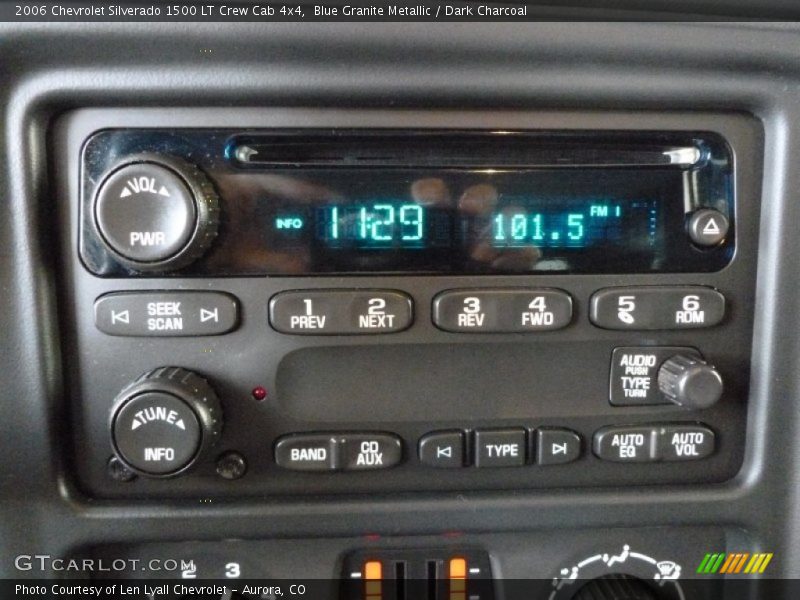 2006 Chevrolet Silverado 1500 LT Crew Cab 4x4, Blue Granite Metallic / Dark Charcoal
VOL
PWR
INFO 11:29 101.5 FM 1
SEEK
SCAN
1
PREV
2
NEXT
3
REV
4
FWD
5
6
RDM
AUDIO
PUSH
TYPE
TURN
TUNE
INFO
BAND
CD
AUX
TYPE
AUTO
EQ
AUTO
VOL
2 3
GTCARLOT.COM
Photo Courtesy of Len Lyall Chevrolet - Aurora, CO